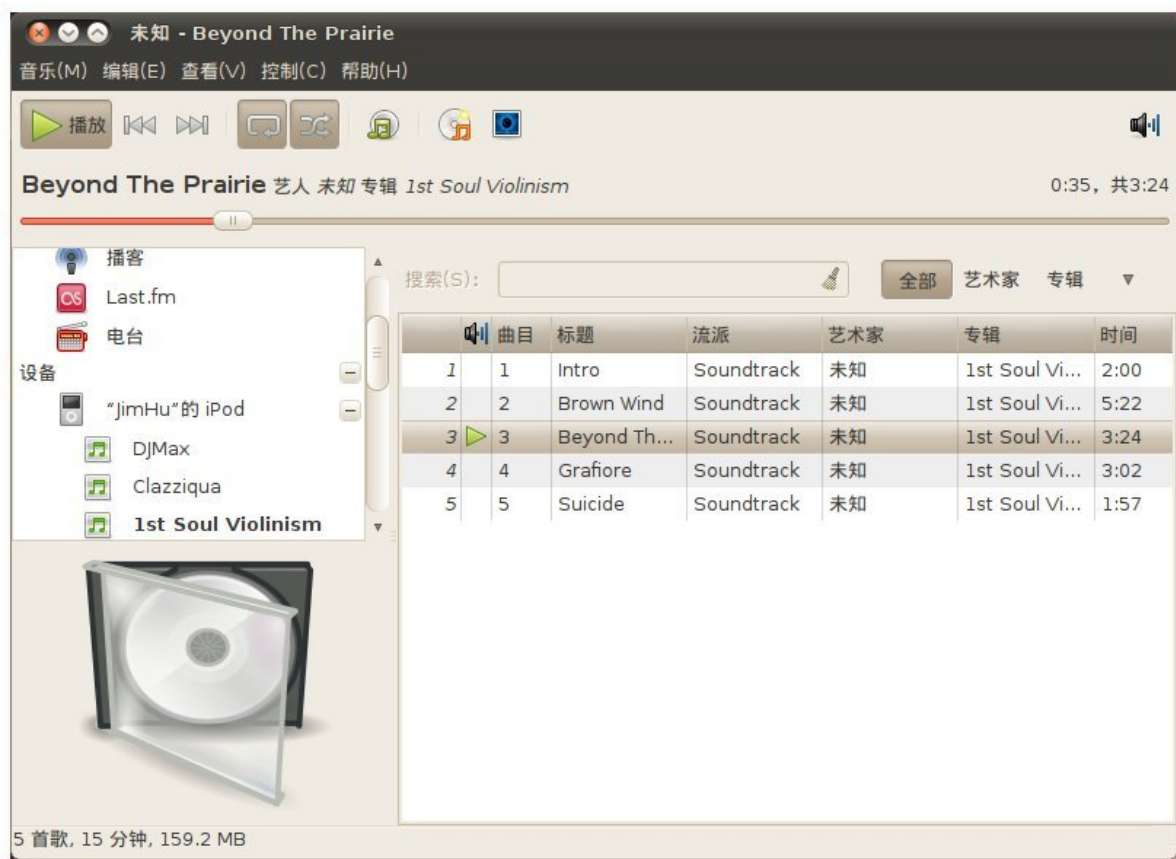 未知 - Beyond The Prairie
音乐(M) 编辑(E) 查看(V) 控制(C) 帮助(H)
播放
Beyond The Prairie 艺人 未知 专辑 1st Soul Violinism 0:35，共3:24
播客
Last.fm
电台
设备
“JimHu”的 iPod
DJMax
Clazziqua
1st Soul Violinism
搜索(S): 全部 艺术家 专辑
曲目 标题 流派 艺术家 专辑 时间
1 1 Intro Soundtrack 未知 1st Soul Vi... 2:00
2 2 Brown Wind Soundtrack 未知 1st Soul Vi... 5:22
3 3 Beyond Th... Soundtrack 未知 1st Soul Vi... 3:24
4 4 Grafiore Soundtrack 未知 1st Soul Vi... 3:02
5 5 Suicide Soundtrack 未知 1st Soul Vi... 1:57
5 首歌, 15 分钟, 159.2 MB